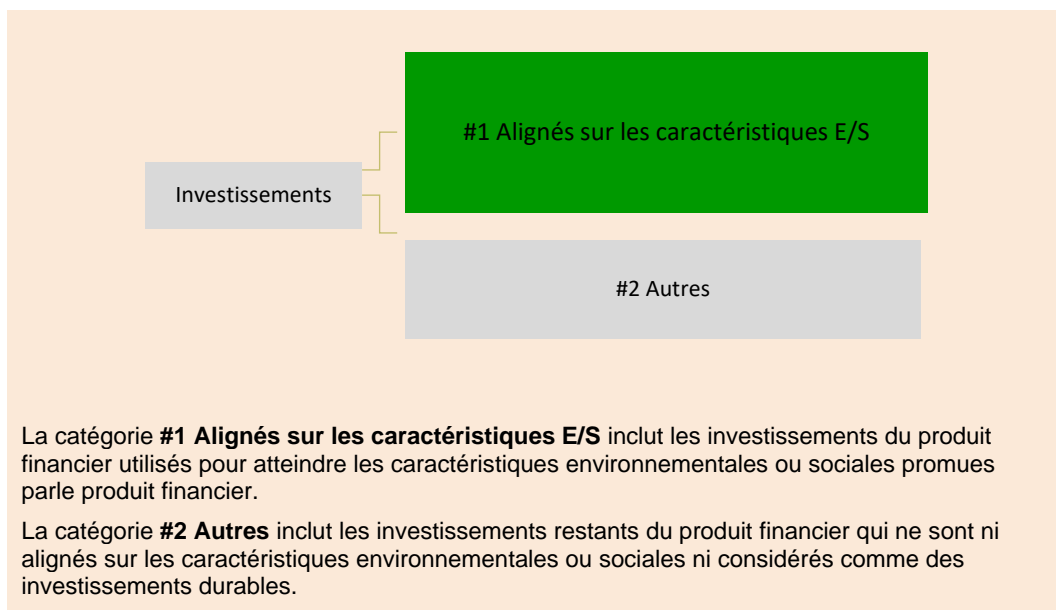 #1 Alignés sur les caractéristiques E/S
Investissements
#2 Autres
La catégorie #1 Alignés sur les caractéristiques E/S inclut les investissements du produit
financier utilisés pour atteindre les caractéristiques environnementales ou sociales promues
parle produit financier.
La catégorie #2 Autres inclut les investissements restants du produit financier qui ne sont ni
alignés sur les caractéristiques environnementales ou sociales ni considérés comme des
investissements durables.